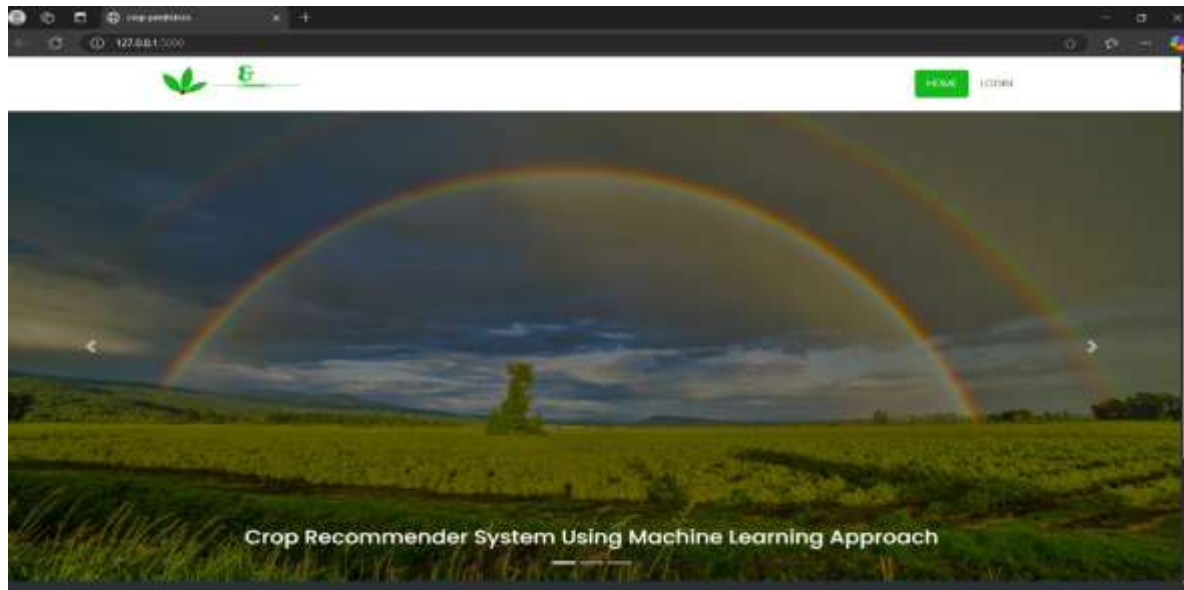 crop prediction
127.0.0.1:5000
&
HOME LOGIN
Crop Recommender System Using Machine Learning Approach